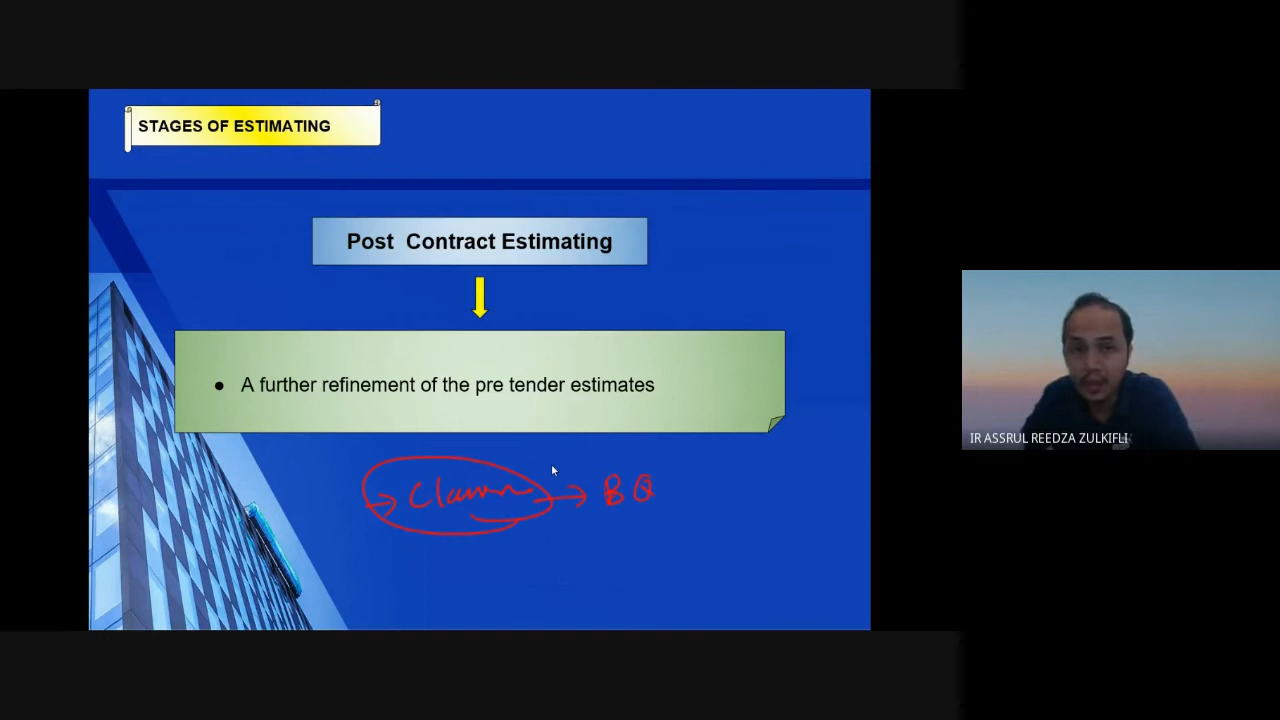 STAGES OF ESTIMATING
Post Contract Estimating
● A further refinement of the pre tender estimates
→ → BQ
IR ASSRUL REEDZA ZULKIFLI